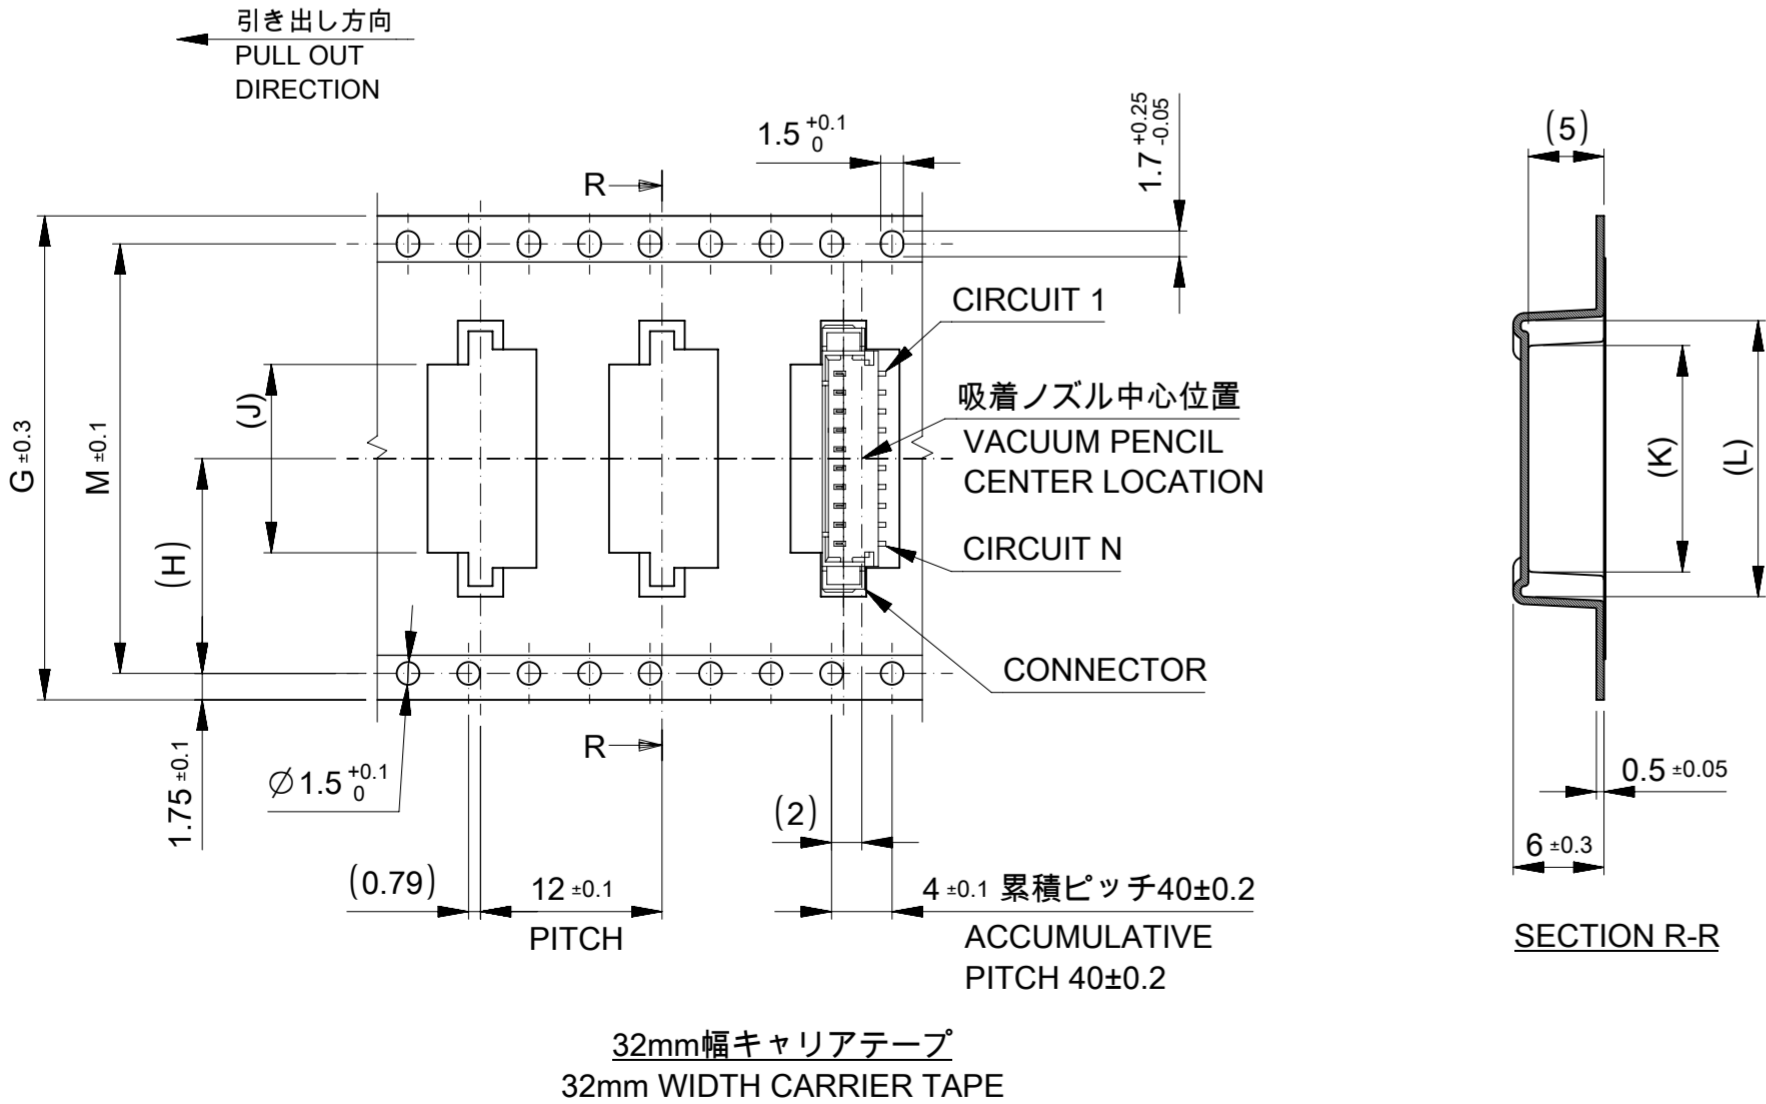 引き出し方向
PULL OUT
DIRECTION
1.5 +0.1 0
1.7 +0.25 -0.05
(5)
R
CIRCUIT 1
吸着ノズル中心位置
VACUUM PENCIL
CENTER LOCATION
CIRCUIT N
CONNECTOR
G ±0.3
M ±0.1
(J)
(H)
(K)
(L)
1.75 ±0.1
∅1.5 +0.1 0
R
(2)
0.5 ±0.05
6 ±0.3
(0.79)
12 ±0.1
PITCH
4 ±0.1 累積ピッチ40±0.2
ACCUMULATIVE
PITCH 40±0.2
SECTION R-R
32mm幅キャリアテープ
32mm WIDTH CARRIER TAPE